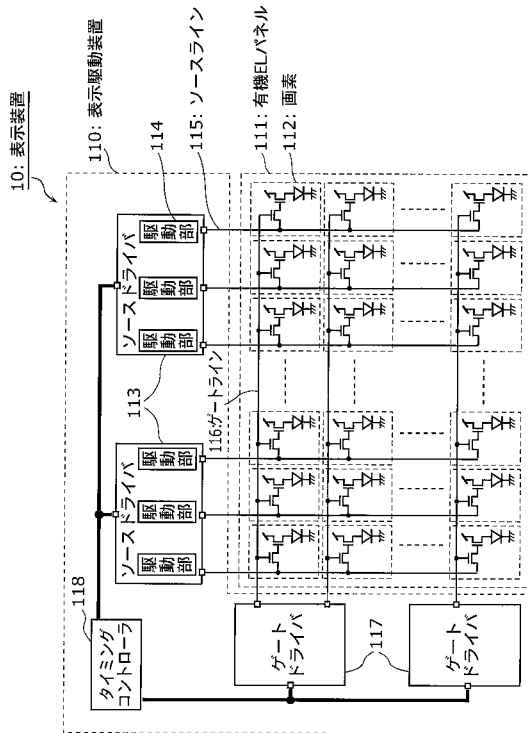 10: 表示装置
110: 表示駆動装置
114
115: ソースライン
111: 有機ELパネル
112: 画素
113
ソースドライバ
駆動部
駆動部
駆動部
ソースドライバ
駆動部
駆動部
駆動部
116:ゲートライン
118
タイミング
コントローラ
ゲート
ドライバ
117
ゲート
ドライバ